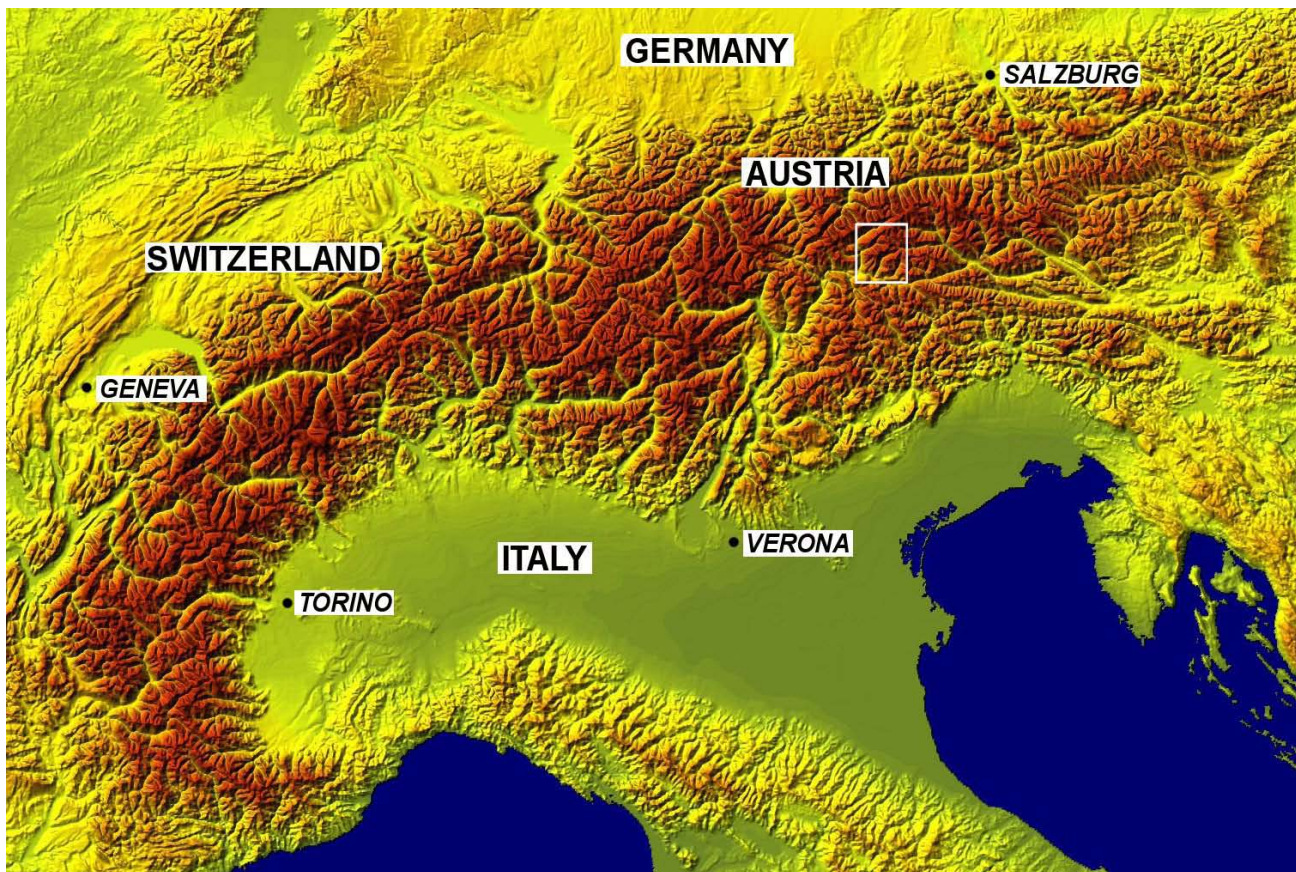 GERMANY
SALZBURG
AUSTRIA
SWITZERLAND
GENEVA
VERONA
ITALY
TORINO